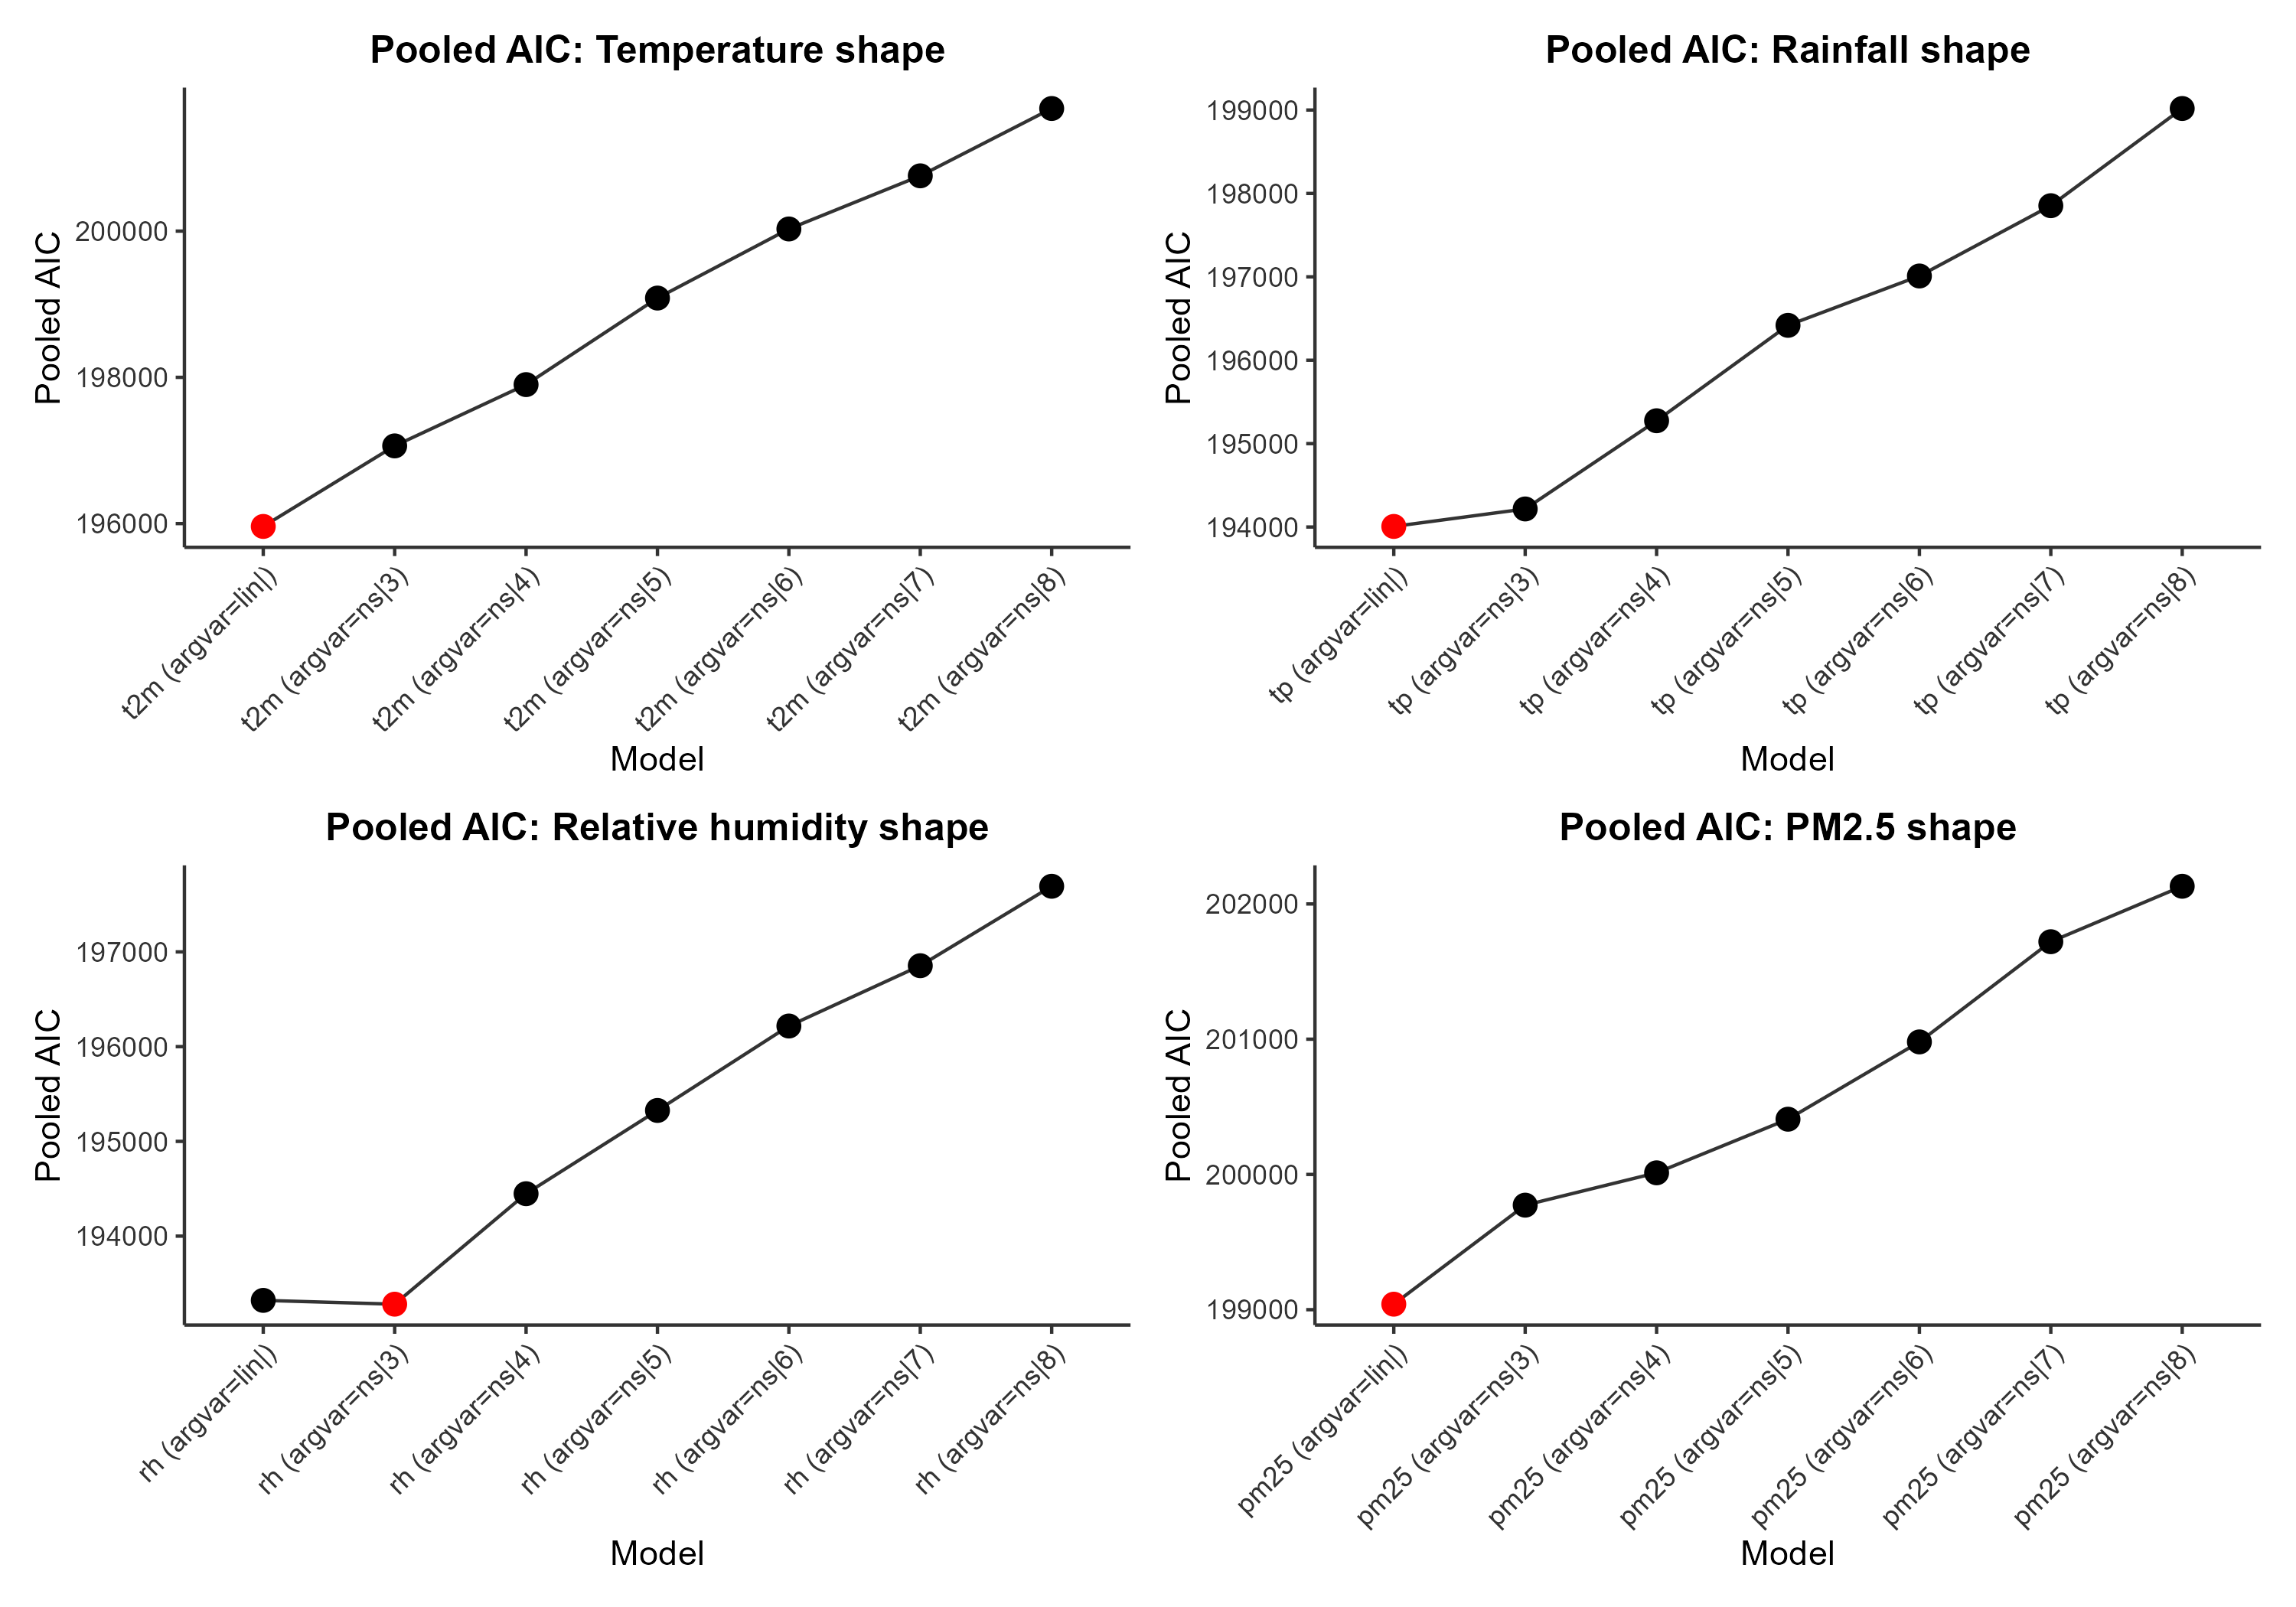 Pooled AIC: Temperature shape
Pooled AIC
200000
198000
196000
t2m (argvar=lin|)
t2m (argvar=ns|3)
t2m (argvar=ns|4)
t2m (argvar=ns|5)
t2m (argvar=ns|6)
t2m (argvar=ns|7)
t2m (argvar=ns|8)
Model
Pooled AIC: Rainfall shape
Pooled AIC
199000
198000
197000
196000
195000
194000
tp (argvar=lin|)
tp (argvar=ns|3)
tp (argvar=ns|4)
tp (argvar=ns|5)
tp (argvar=ns|6)
tp (argvar=ns|7)
tp (argvar=ns|8)
Model
Pooled AIC: Relative humidity shape
Pooled AIC
197000
196000
195000
194000
rh (argvar=lin|)
rh (argvar=ns|3)
rh (argvar=ns|4)
rh (argvar=ns|5)
rh (argvar=ns|6)
rh (argvar=ns|7)
rh (argvar=ns|8)
Model
Pooled AIC: PM2.5 shape
Pooled AIC
202000
201000
200000
199000
pm25 (argvar=lin|)
pm25 (argvar=ns|3)
pm25 (argvar=ns|4)
pm25 (argvar=ns|5)
pm25 (argvar=ns|6)
pm25 (argvar=ns|7)
pm25 (argvar=ns|8)
Model